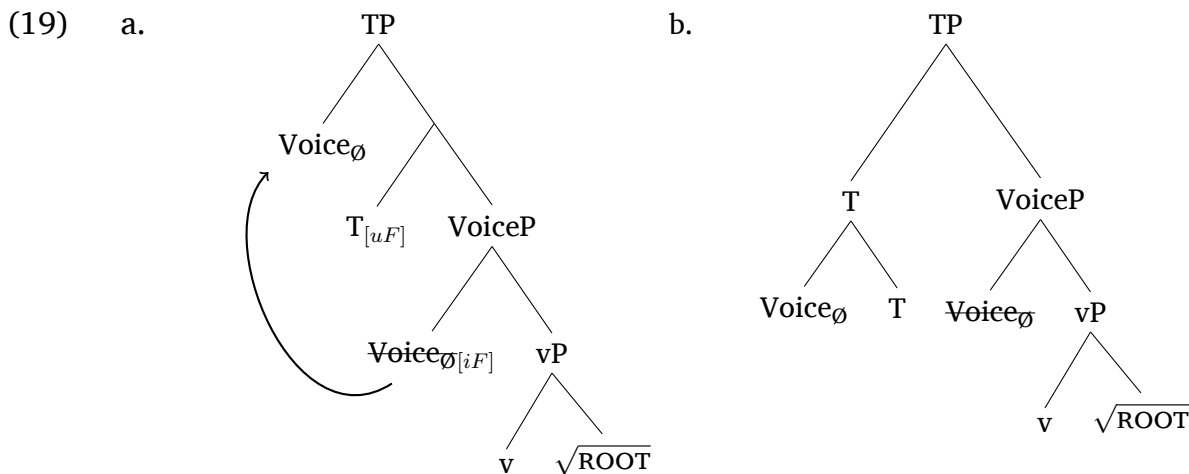 (19) a. TP b. TP
Voice∅
T[uF] VoiceP T VoiceP
Voice∅[iF] vP Voice∅ T Voice∅ vP
v √ROOT v √ROOT